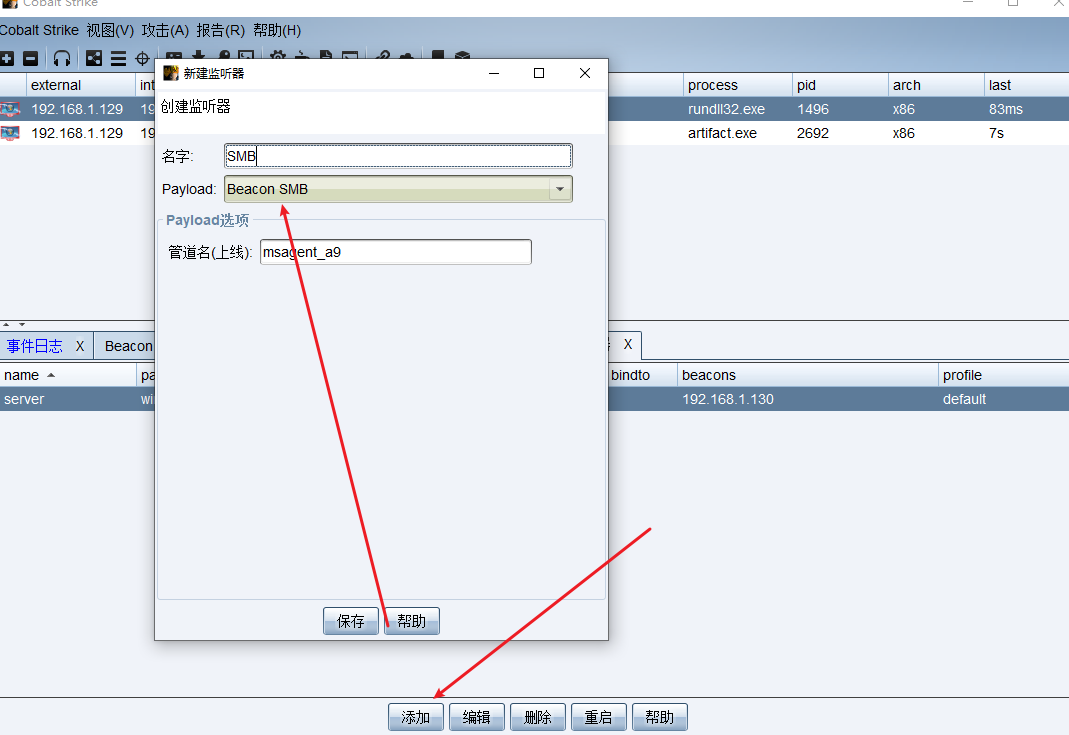 Cobalt Strike
Cobalt Strike 视图(V) 攻击(A) 报告(R) 帮助(H)
external
process pid arch last
192.168.1.129 19 rundll32.exe 1496 x86 83ms
192.168.1.129 19 artifact.exe 2692 x86 7s
新建监听器
创建监听器
名字: SMB
Payload: Beacon SMB
Payload选项
管道名(上线): msagent_a9
保存 帮助
事件日志 X Beacon X
name bindto beacons profile
server 192.168.1.130 default
添加 编辑 删除 重启 帮助